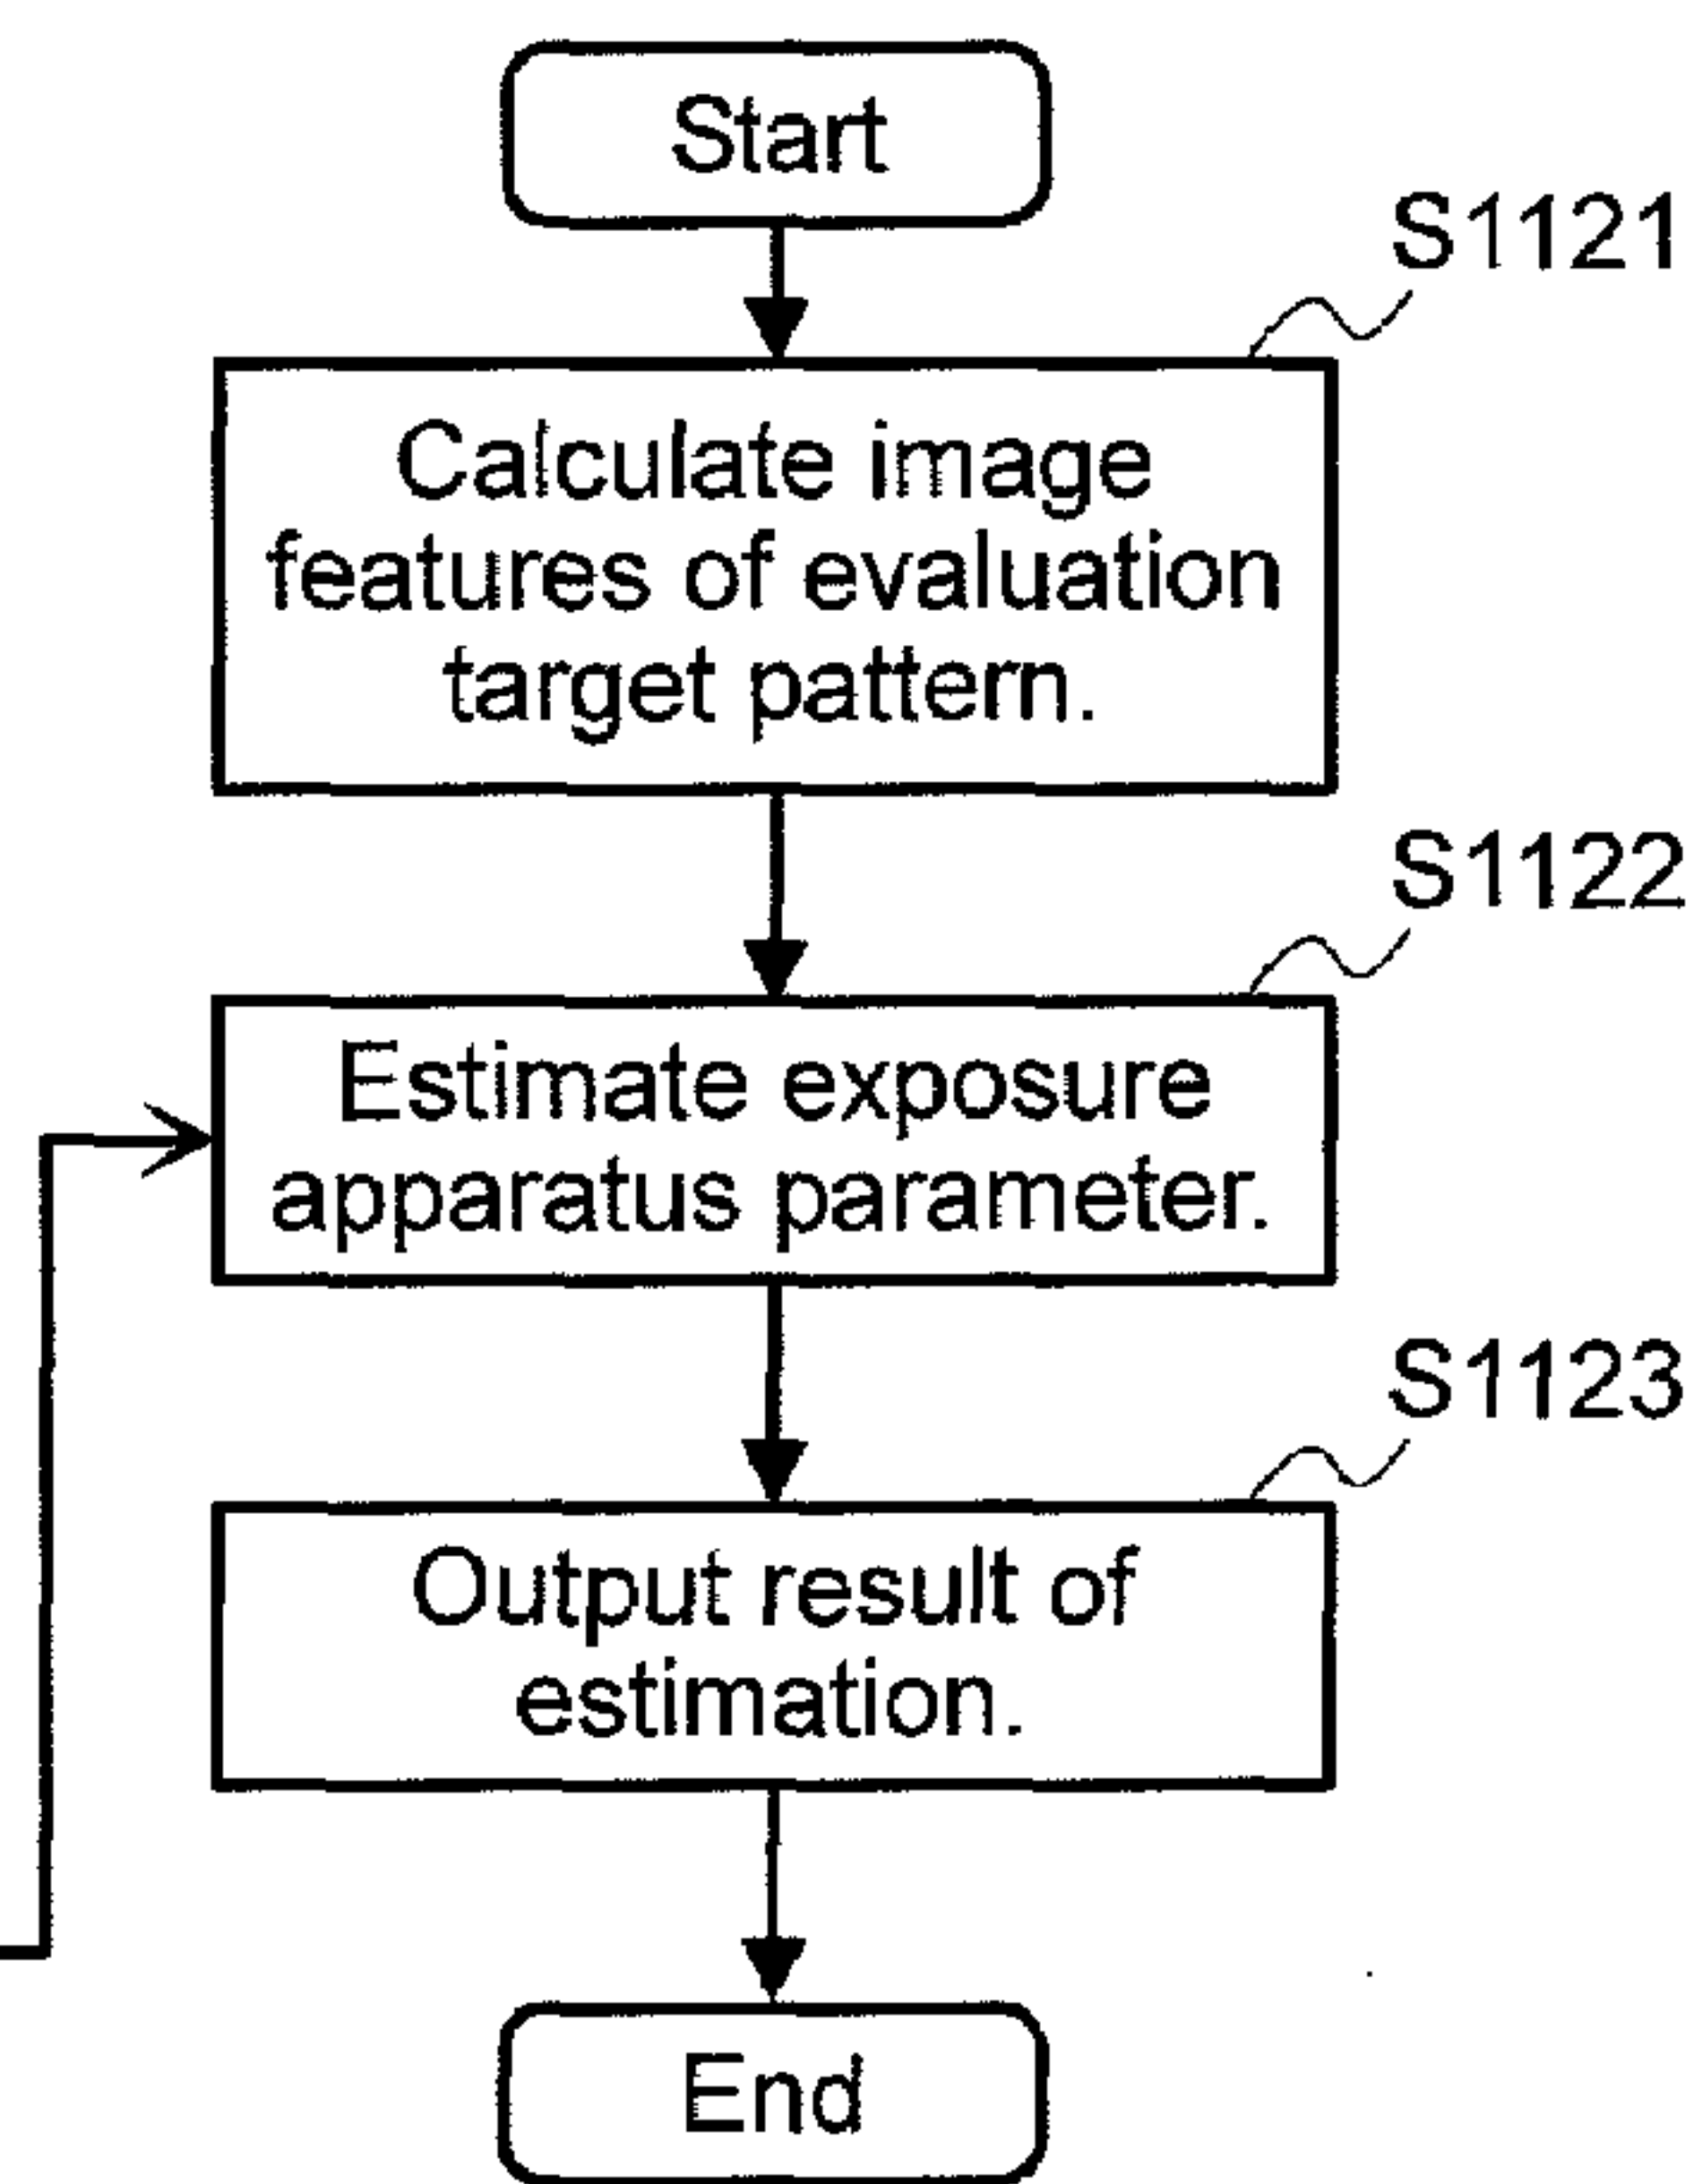 Start
S1121
Calculate image
features of evaluation
target pattern.
S1122
Estimate exposure
apparatus parameter.
S1123
Output result of
estimation.
End